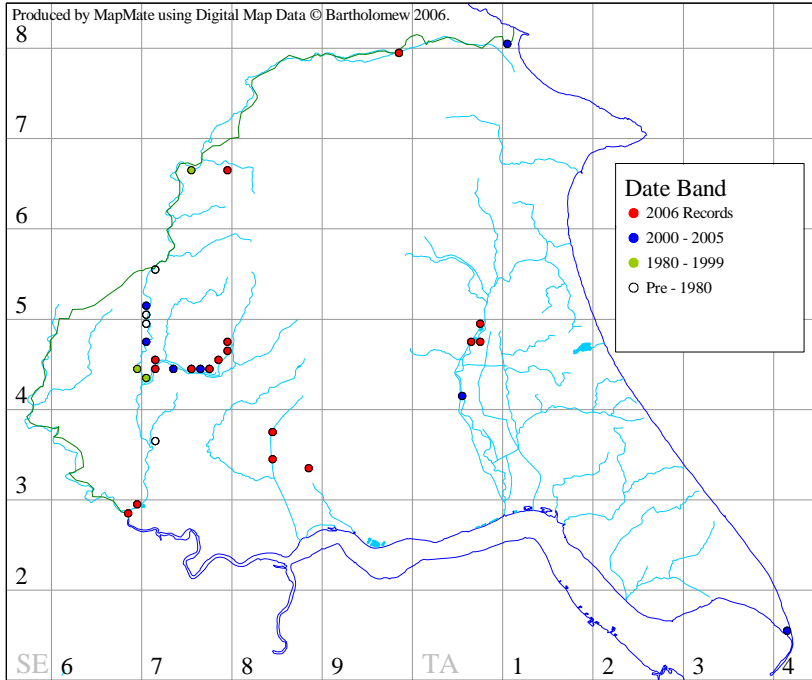 Produced by MapMate using Digital Map Data © Bartholomew 2006.
8
7
6
5
4
3
2
Date Band
2006 Records
2000 - 2005
1980 - 1999
Pre - 1980
SE 6 7 8 9 TA 1 2 3 4